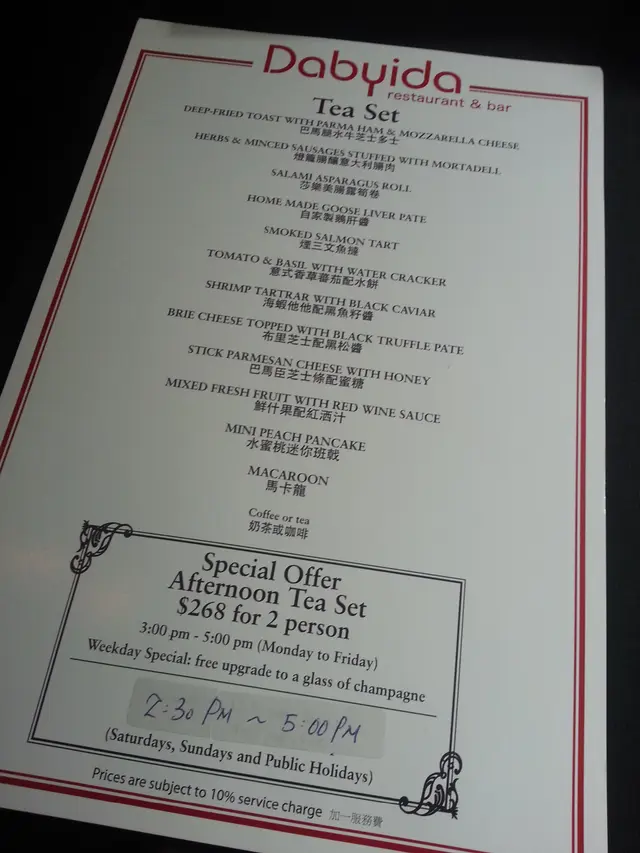 Dabyida
restaurant & bar
Tea Set
DEEP-FRIED TOAST WITH PARMA HAM & MOZZARELLA CHEESE
巴馬腿水牛芝士多士
HERBS & MINCED SAUSAGES STUFFED WITH MORTADELL
燈籠腸釀意大利腸肉
SALAMI ASPARAGUS ROLL
莎樂美腸露筍卷
HOME MADE GOOSE LIVER PATE
自家製鵝肝醬
SMOKED SALMON TART
煙三文魚撻
TOMATO & BASIL WITH WATER CRACKER
意式香草蕃茄配水餅
SHRIMP TARTRAR WITH BLACK CAVIAR
海蝦他他配黑魚籽醬
BRIE CHEESE TOPPED WITH BLACK TRUFFLE PATE
布里芝士配黑松醬
STICK PARMESAN CHEESE WITH HONEY
巴馬臣芝士條配蜜糖
MIXED FRESH FRUIT WITH RED WINE SAUCE
鮮什果配紅酒汁
MINI PEACH PANCAKE
水蜜桃迷你班戟
MACAROON
馬卡龍
Coffee or tea
奶茶或咖啡
Special Offer
Afternoon Tea Set
$268 for 2 person
3:00 pm - 5:00 pm (Monday to Friday)
Weekday Special: free upgrade to a glass of champagne
2:30 PM ~ 5:00 PM
(Saturdays, Sundays and Public Holidays)
Prices are subject to 10% service charge 加一服務費